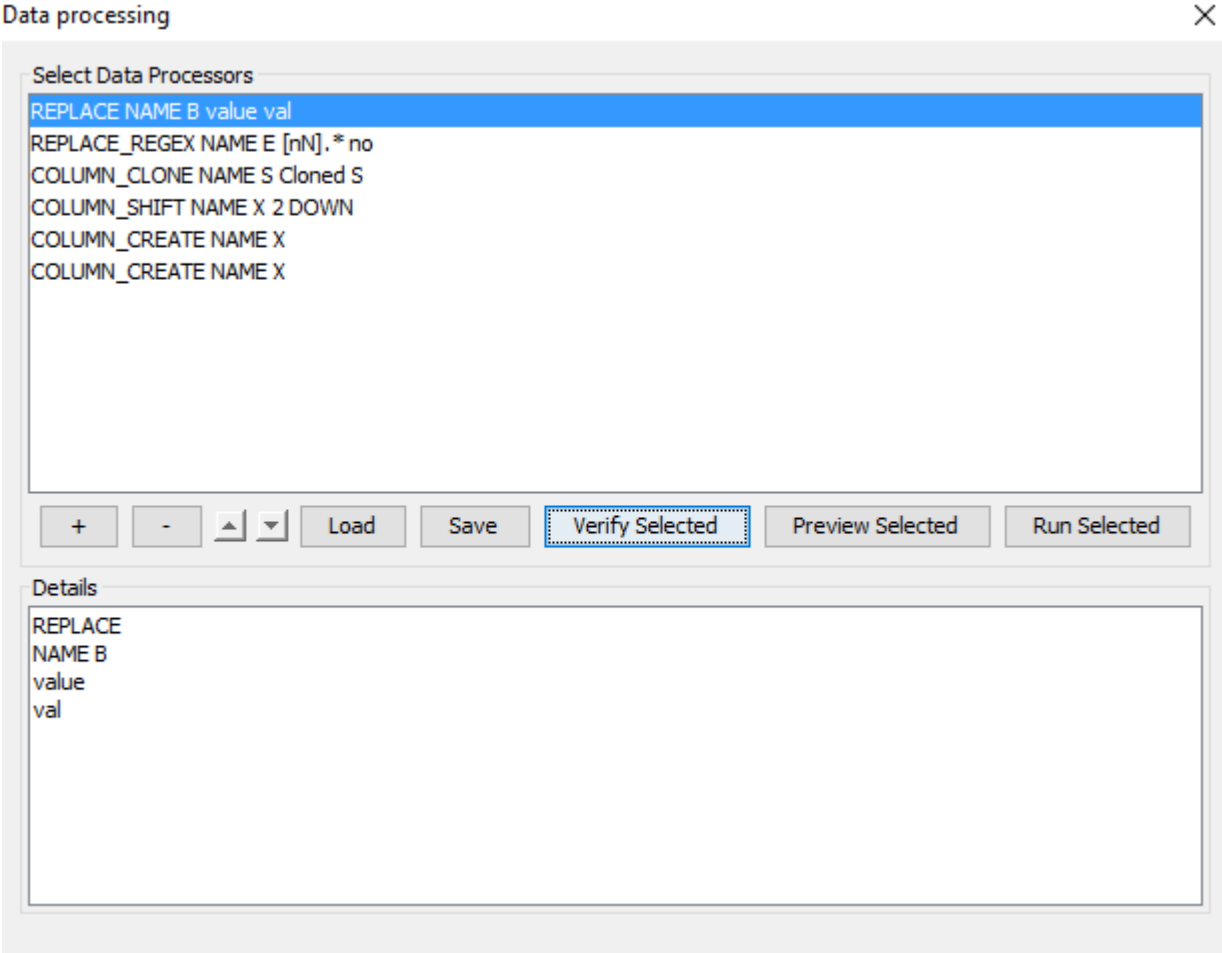 Data processing
Select Data Processors
REPLACE NAME B value val
REPLACE_REGEX NAME E [nN].* no
COLUMN_CLONE NAME S Cloned S
COLUMN_SHIFT NAME X 2 DOWN
COLUMN_CREATE NAME X
COLUMN_CREATE NAME X
+ - Load Save Verify Selected Preview Selected Run Selected
Details
REPLACE
NAME B
value
val